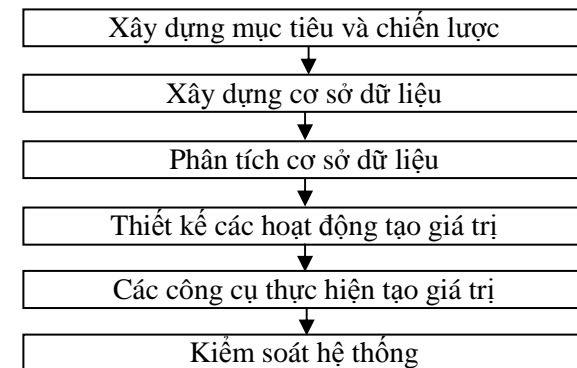 Xây dựng mục tiêu và chiến lược
Xây dựng cơ sở dữ liệu
Phân tích cơ sở dữ liệu
Thiết kế các hoạt động tạo giá trị
Các công cụ thực hiện tạo giá trị
Kiểm soát hệ thống